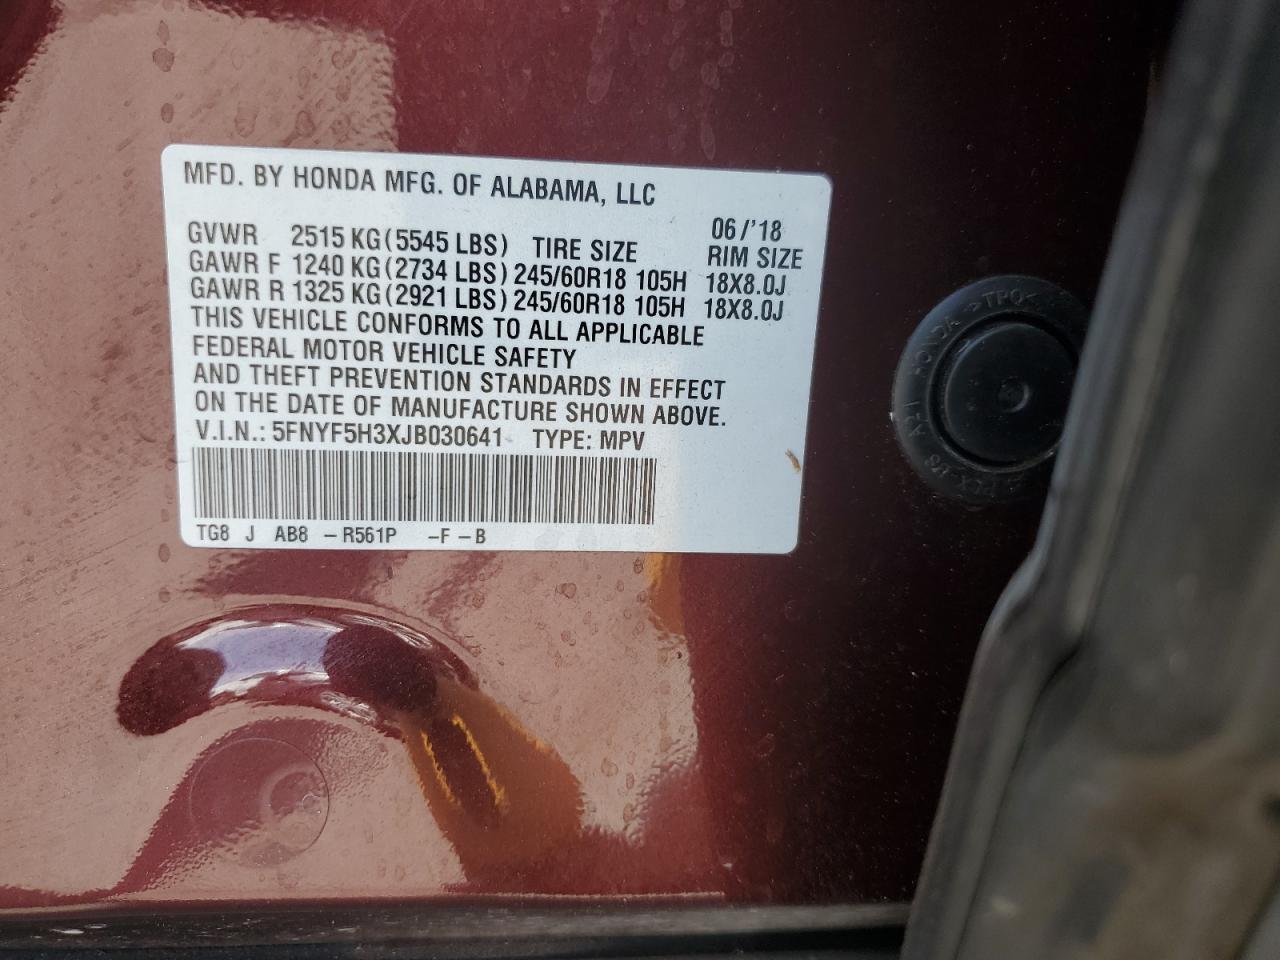 MFD. BY HONDA MFG. OF ALABAMA, LLC
06/'18
GVWR 2515 KG (5545 LBS) TIRE SIZE RIM SIZE
GAWR F 1240 KG (2734 LBS) 245/60R18 105H 18X8.0J
GAWR R 1325 KG (2921 LBS) 245/60R18 105H 18X8.0J
THIS VEHICLE CONFORMS TO ALL APPLICABLE
FEDERAL MOTOR VEHICLE SAFETY
AND THEFT PREVENTION STANDARDS IN EFFECT
ON THE DATE OF MANUFACTURE SHOWN ABOVE.
V.I.N.: 5FNYF5H3XJB030641 TYPE: MPV
TG8 J AB8 – R561P – F – B
HONDA >TPO<